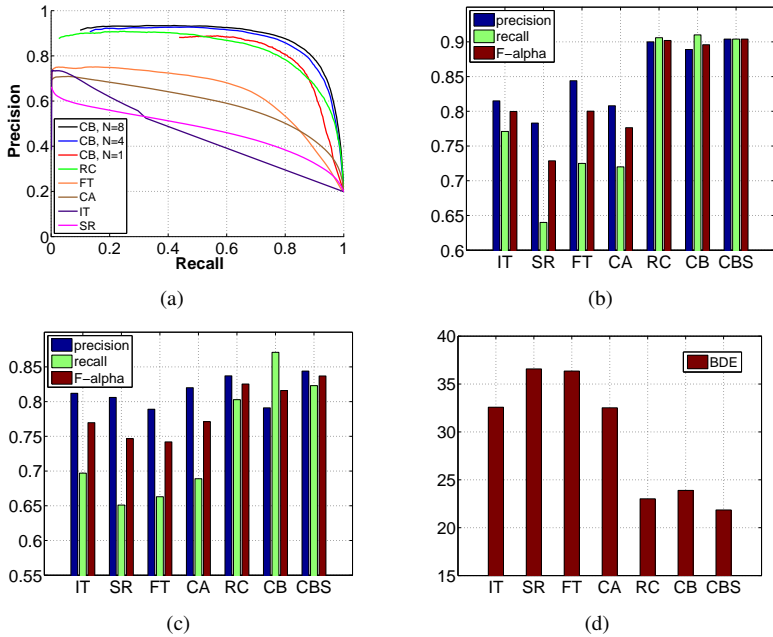 1
0.8
0.6
0.4
0.2
0
Precision
CB, N=8
CB, N=4
CB, N=1
RC
FT
CA
IT
SR
0 0.2 0.4 0.6 0.8 1
Recall
(a)
precision
recall
F-alpha
0.9
0.85
0.8
0.75
0.7
0.65
0.6
IT SR FT CA RC CB CBS
(b)
precision
recall
F-alpha
0.85
0.8
0.75
0.7
0.65
0.6
0.55
IT SR FT CA RC CB CBS
(c)
BDE
40
35
30
25
20
15
IT SR FT CA RC CB CBS
(d)